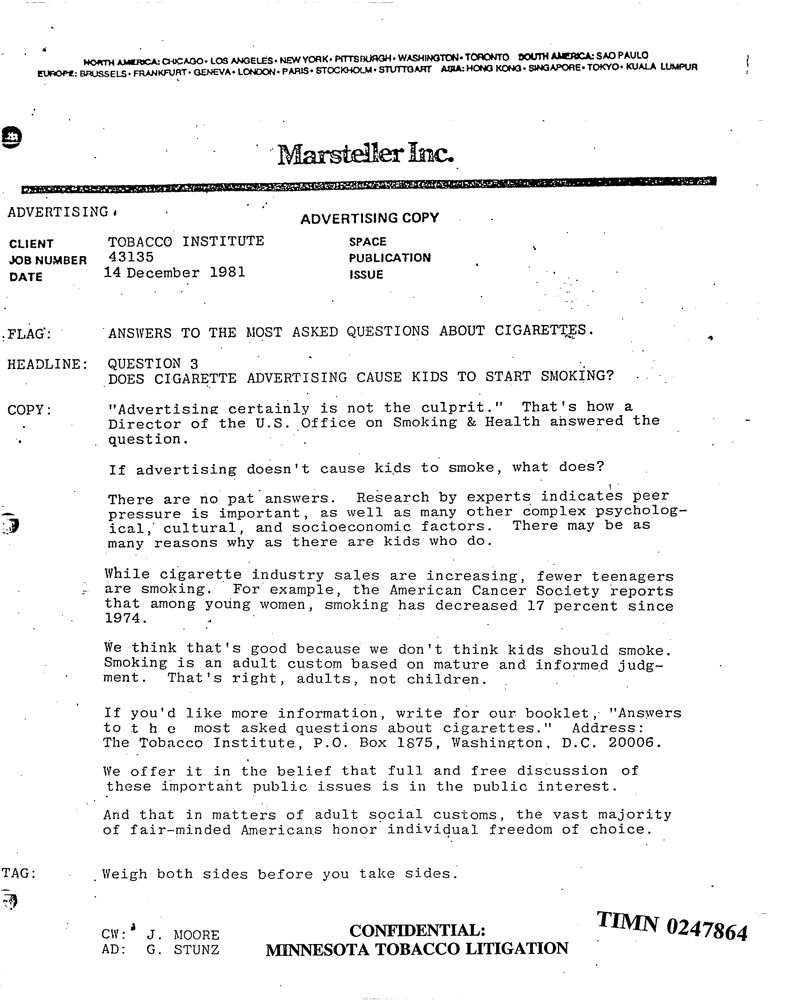 NORTH AMERICA: CHICAGO • LOS ANGELES • NEW YORK • PITTSBURGH • WASHINGTON • TORONTO SOUTH AMERICA: SAO PAULO
EUROPE: BRUSSELS • FRANKFURT • GENEVA • LONDON • PARIS • STOCKHOLM • STUTTGART ASIA: HONG KONG • SINGAPORE • TOKYO • KUALA LUMPUR
Marsteller Inc.
ADVERTISING
ADVERTISING COPY
CLIENT TOBACCO INSTITUTE SPACE
JOB NUMBER 43135 PUBLICATION
DATE 14 December 1981 ISSUE
FLAG: ANSWERS TO THE MOST ASKED QUESTIONS ABOUT CIGARETTES.
HEADLINE: QUESTION 3
DOES CIGARETTE ADVERTISING CAUSE KIDS TO START SMOKING?
COPY: "Advertising certainly is not the culprit." That's how a
Director of the U.S. Office on Smoking & Health answered the
question.
If advertising doesn't cause kids to smoke, what does?
There are no pat answers. Research by experts indicates peer
pressure is important, as well as many other complex psycholog-
ical, cultural, and socioeconomic factors. There may be as
many reasons why as there are kids who do.
While cigarette industry sales are increasing, fewer teenagers
are smoking. For example, the American Cancer Society reports
that among young women, smoking has decreased 17 percent since
1974.
We think that's good because we don't think kids should smoke.
Smoking is an adult custom based on mature and informed judg-
ment. That's right, adults, not children.
If you'd like more information, write for our booklet, "Answers
to t h e most asked questions about cigarettes." Address:
The Tobacco Institute, P.O. Box 1875, Washington, D.C. 20006.
We offer it in the belief that full and free discussion of
these important public issues is in the public interest.
And that in matters of adult social customs, the vast majority
of fair-minded Americans honor individual freedom of choice.
TAG: Weigh both sides before you take sides.
CW: J. MOORE
AD: G. STUNZ
CONFIDENTIAL:
MINNESOTA TOBACCO LITIGATION
TIMN 0247864